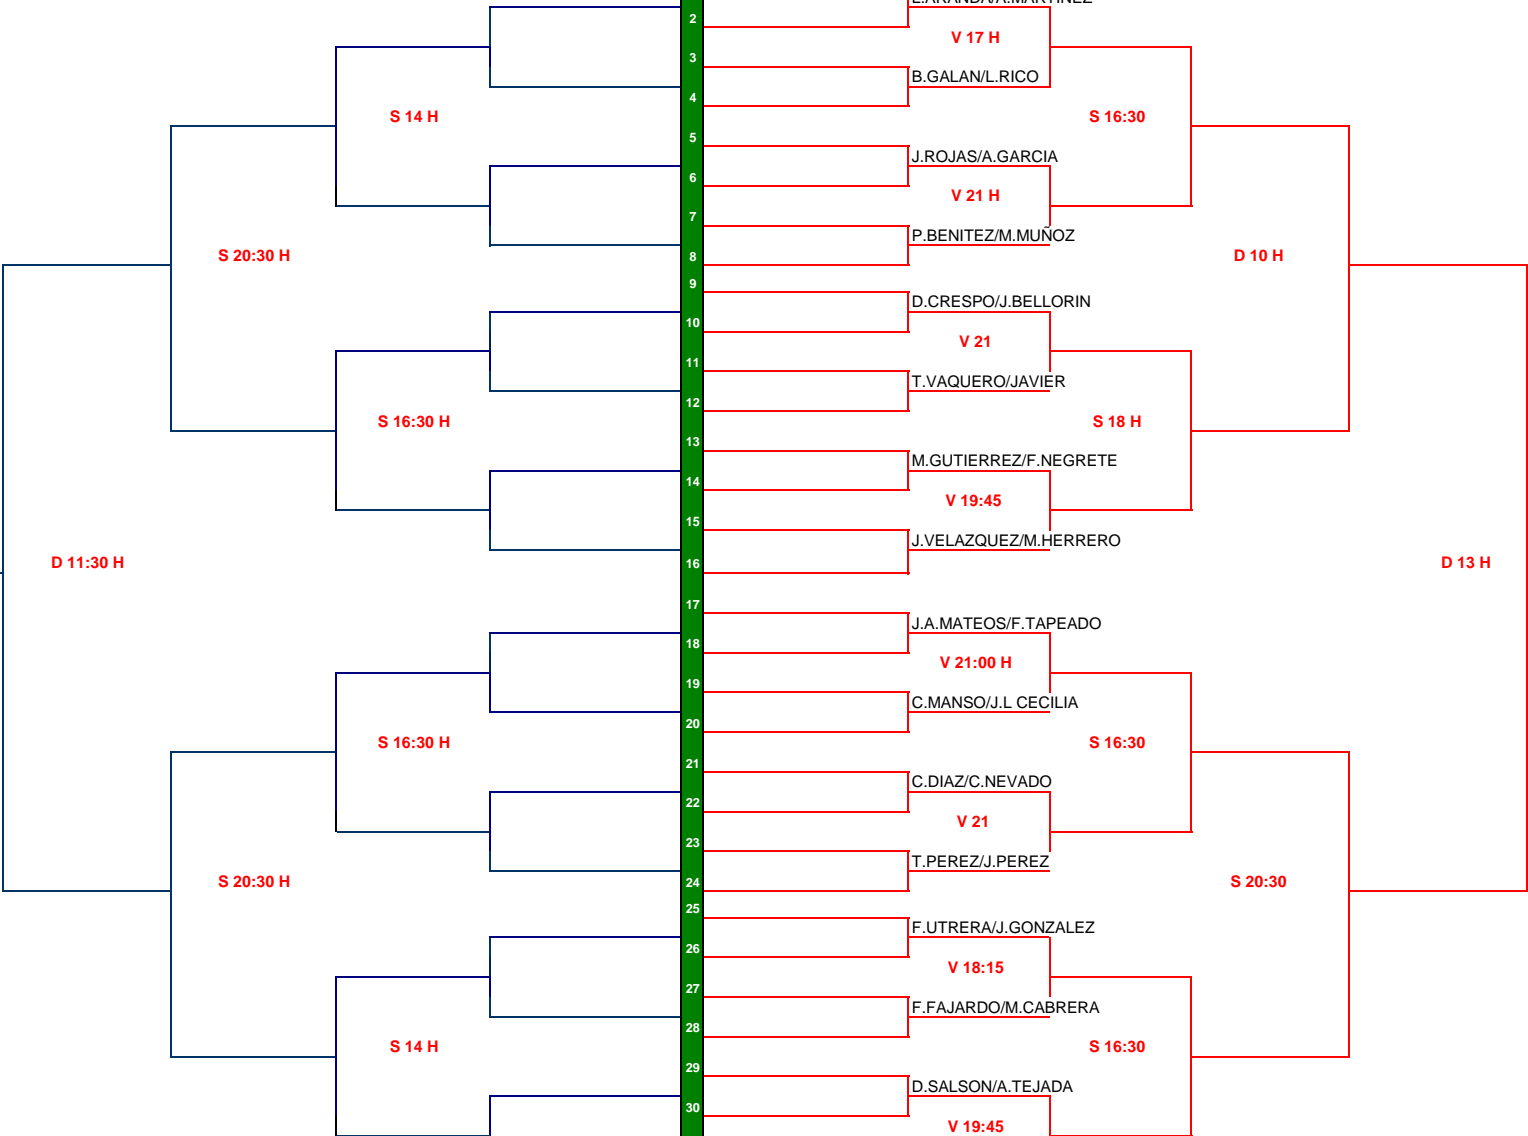 2
V 17 H
3
B.GALAN/L.RICO
4
S 14 H
S 16:30
5
J.ROJAS/A.GARCIA
6
V 21 H
7
P.BENITEZ/M.MUÑOZ
8
S 20:30 H
D 10 H
9
D.CRESPO/J.BELLORIN
10
V 21
11
T.VAQUERO/JAVIER
12
S 16:30 H
S 18 H
13
M.GUTIERREZ/F.NEGRETE
14
V 19:45
15
J.VELAZQUEZ/M.HERRERO
16
D 11:30 H
D 13 H
17
J.A.MATEOS/F.TAPEADO
18
V 21:00 H
19
C.MANSO/J.L CECILIA
20
S 16:30 H
S 16:30
21
C.DIAZ/C.NEVADO
22
V 21
23
T.PEREZ/J.PEREZ
24
S 20:30 H
S 20:30
25
F.UTRERA/J.GONZALEZ
26
V 18:15
27
F.FAJARDO/M.CABRERA
28
S 14 H
S 16:30
29
D.SALSON/A.TEJADA
30
V 19:45